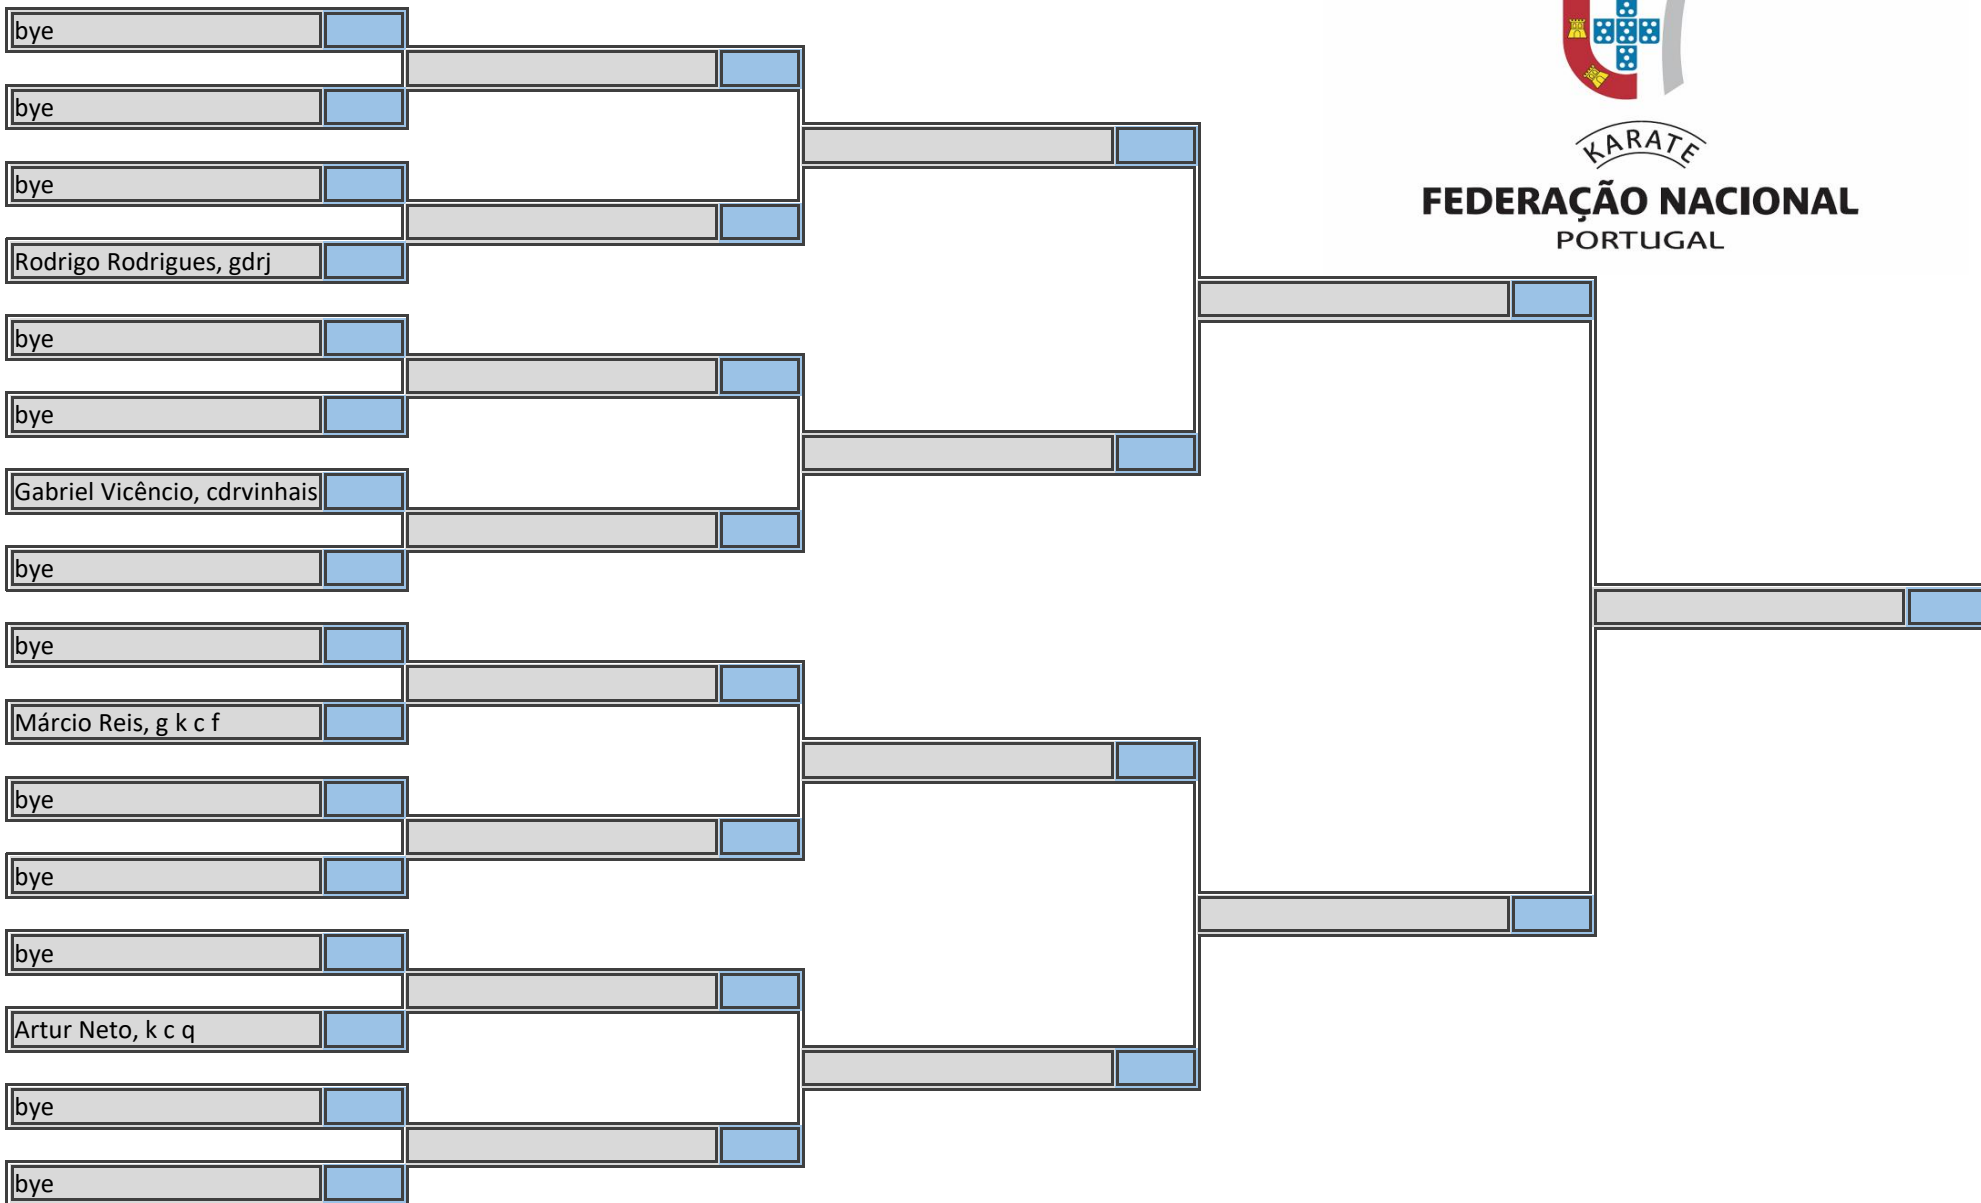 bye
bye
bye
Rodrigo Rodrigues, gdrj
bye
bye
Gabriel Vicêncio, cdrvinhais
bye
bye
Márcio Reis, g k c f
bye
bye
bye
Artur Neto, k c q
bye
bye
KARATE
FEDERAÇÃO NACIONAL
PORTUGAL